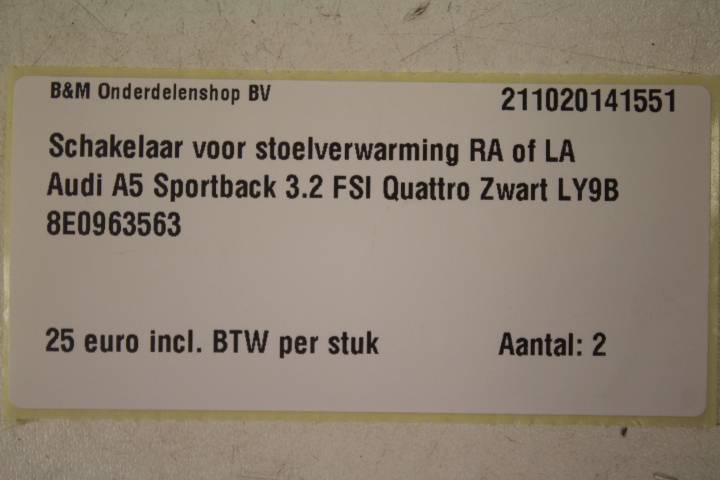 B&M Onderdelenshop BV 211020141551
Schakelaar voor stoelverwarming RA of LA
Audi A5 Sportback 3.2 FSI Quattro Zwart LY9B
8E0963563
25 euro incl. BTW per stuk Aantal: 2